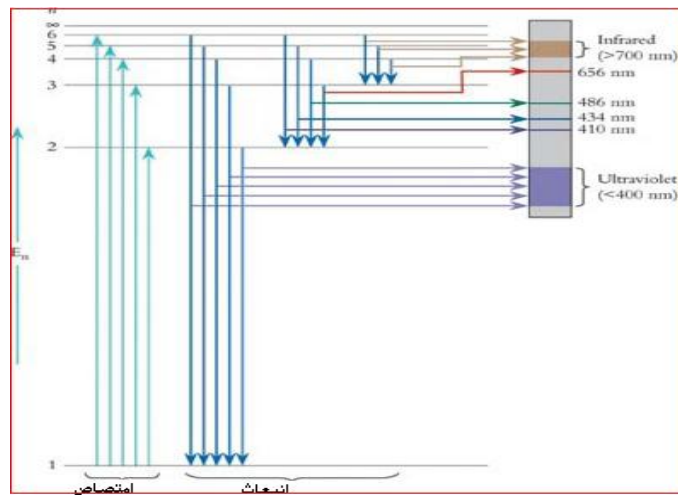 n
∞
6
5
4
3
2
1
E_n
Infrared
(>700 nm)
656 nm
486 nm
434 nm
410 nm
Ultraviolet
(<400 nm)
امتصاص
انبعاث